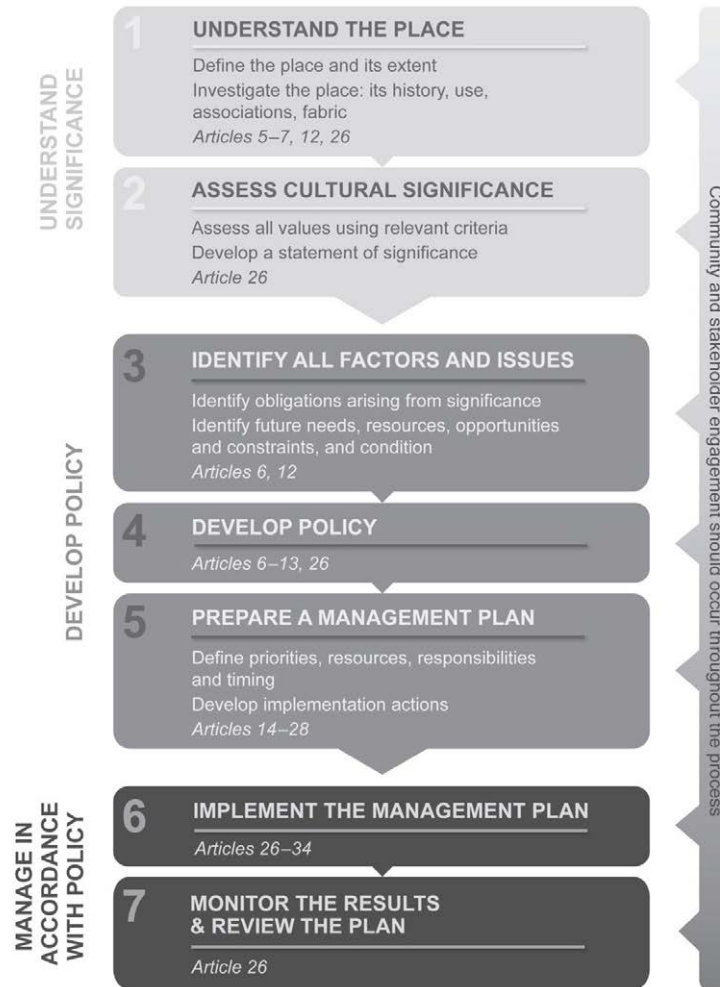 UNDERSTAND
SIGNIFICANCE
1
UNDERSTAND THE PLACE
Define the place and its extent
Investigate the place: its history, use,
associations, fabric
Articles 5–7, 12, 26
2
ASSESS CULTURAL SIGNIFICANCE
Assess all values using relevant criteria
Develop a statement of significance
Article 26
DEVELOP POLICY
3
IDENTIFY ALL FACTORS AND ISSUES
Identify obligations arising from significance
Identify future needs, resources, opportunities
and constraints, and condition
Articles 6, 12
4
DEVELOP POLICY
Articles 6–13, 26
5
PREPARE A MANAGEMENT PLAN
Define priorities, resources, responsibilities
and timing
Develop implementation actions
Articles 14–28
MANAGE IN
ACCORDANCE
WITH POLICY
6
IMPLEMENT THE MANAGEMENT PLAN
Articles 26–34
7
MONITOR THE RESULTS
& REVIEW THE PLAN
Article 26
Community and stakeholder engagement should occur throughout the process